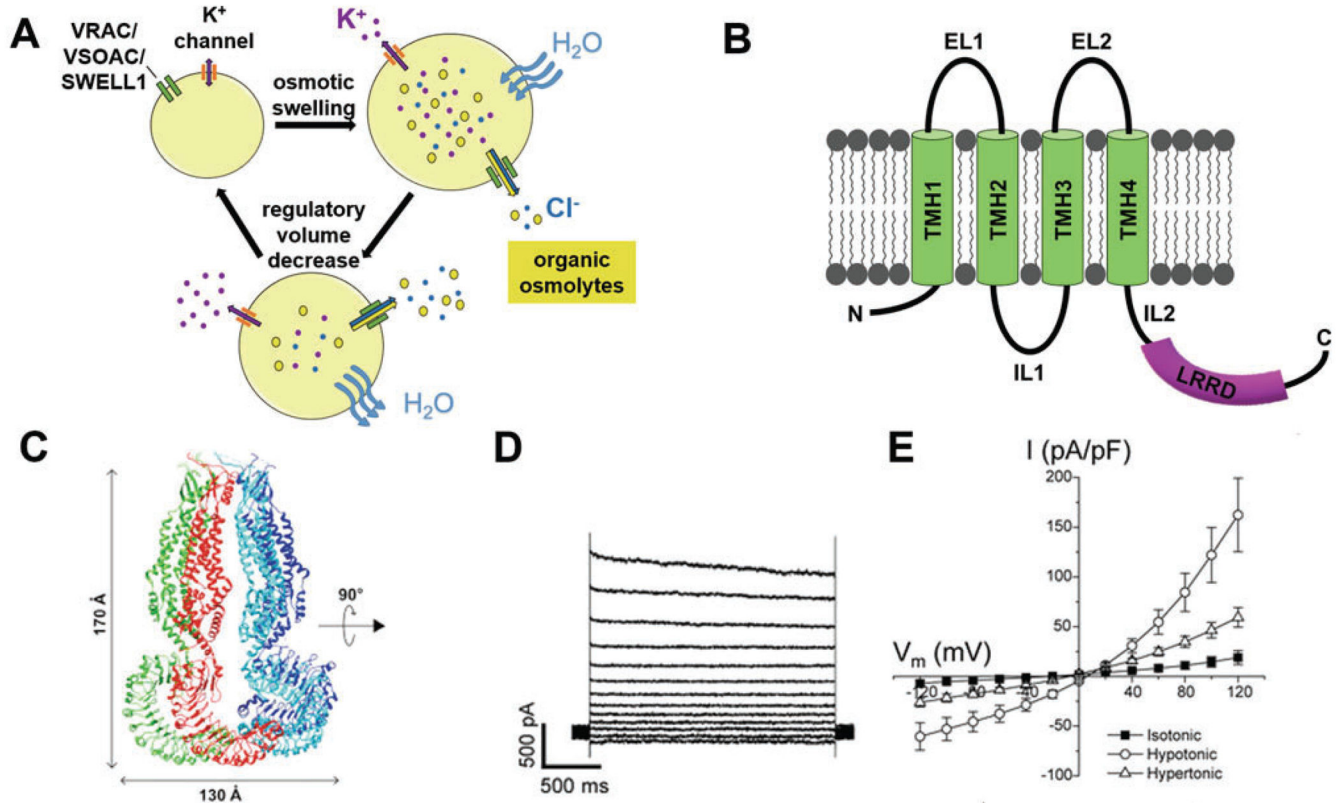 A
VRAC/
VSOAC/
SWELL1
K⁺
channel
osmotic
swelling
K⁺
H₂O
Cl⁻
organic
osmolytes
regulatory
volume
decrease
H₂O
B
EL1
EL2
TMH1
TMH2
TMH3
TMH4
N
IL1
IL2
LRRD
C
C
170 Å
130 Å
90°
D
500 pA
500 ms
E
I (pA/pF)
200
150
100
50
Vₘ (mV)
-120
-80
-40
40
80
120
-50
-100
Isotonic
Hypotonic
Hypertonic